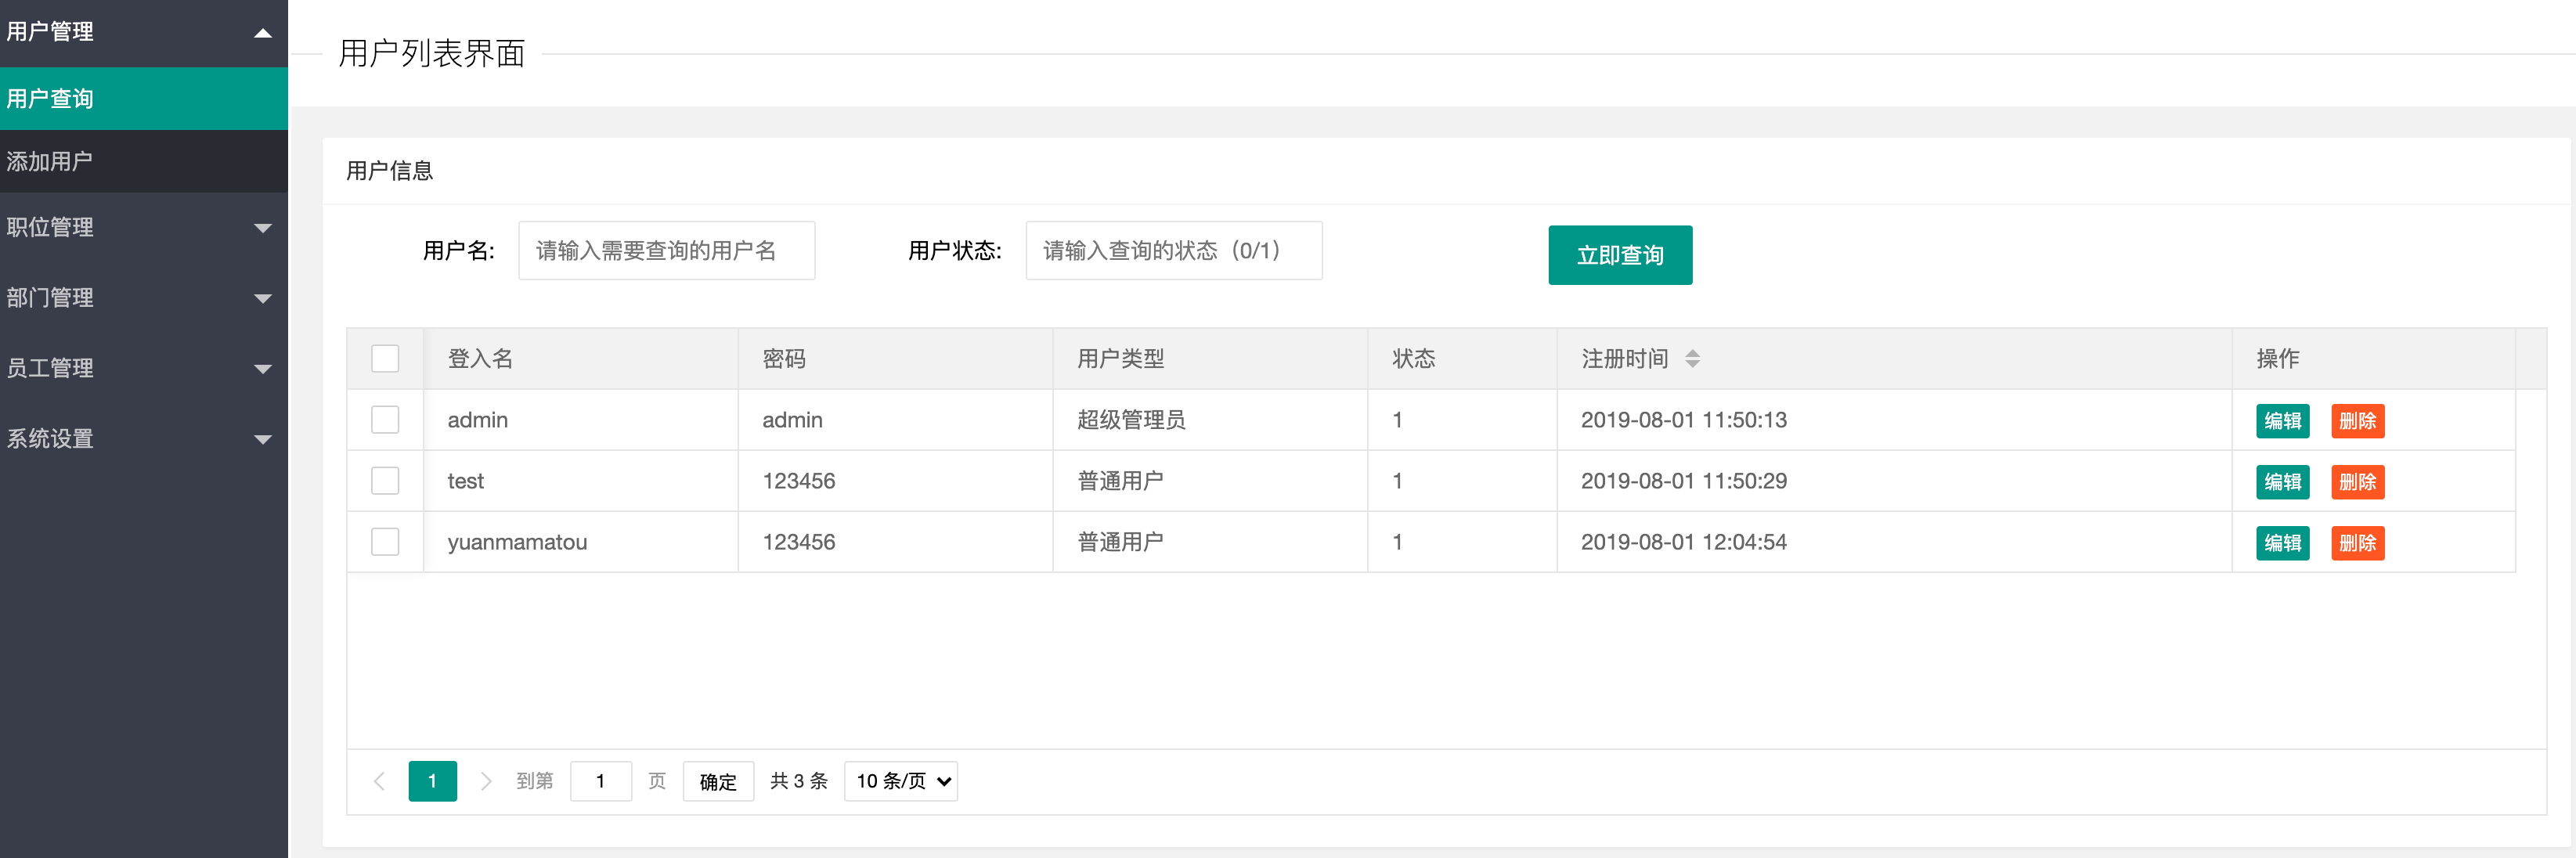 用户管理
用户查询
添加用户
职位管理
部门管理
员工管理
系统设置
用户列表界面
用户信息
用户名: 请输入需要查询的用户名 用户状态: 请输入查询的状态（0/1） 立即查询
登入名 密码 用户类型 状态 注册时间 操作
admin admin 超级管理员 1 2019-08-01 11:50:13 编辑 删除
test 123456 普通用户 1 2019-08-01 11:50:29 编辑 删除
yuanmamatou 123456 普通用户 1 2019-08-01 12:04:54 编辑 删除
1 到第 1 页 确定 共 3 条 10 条/页